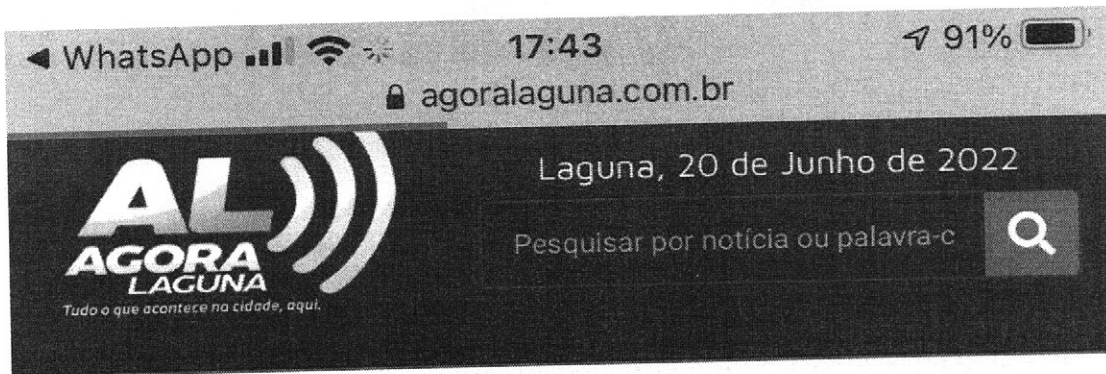 WhatsApp 17:43 91%
agoralaguna.com.br
Laguna, 20 de Junho de 2022
Pesquisar por notícia ou palavra-c
AL
AGORA
LAGUNA
Tudo o que acontece na cidade, aqui.